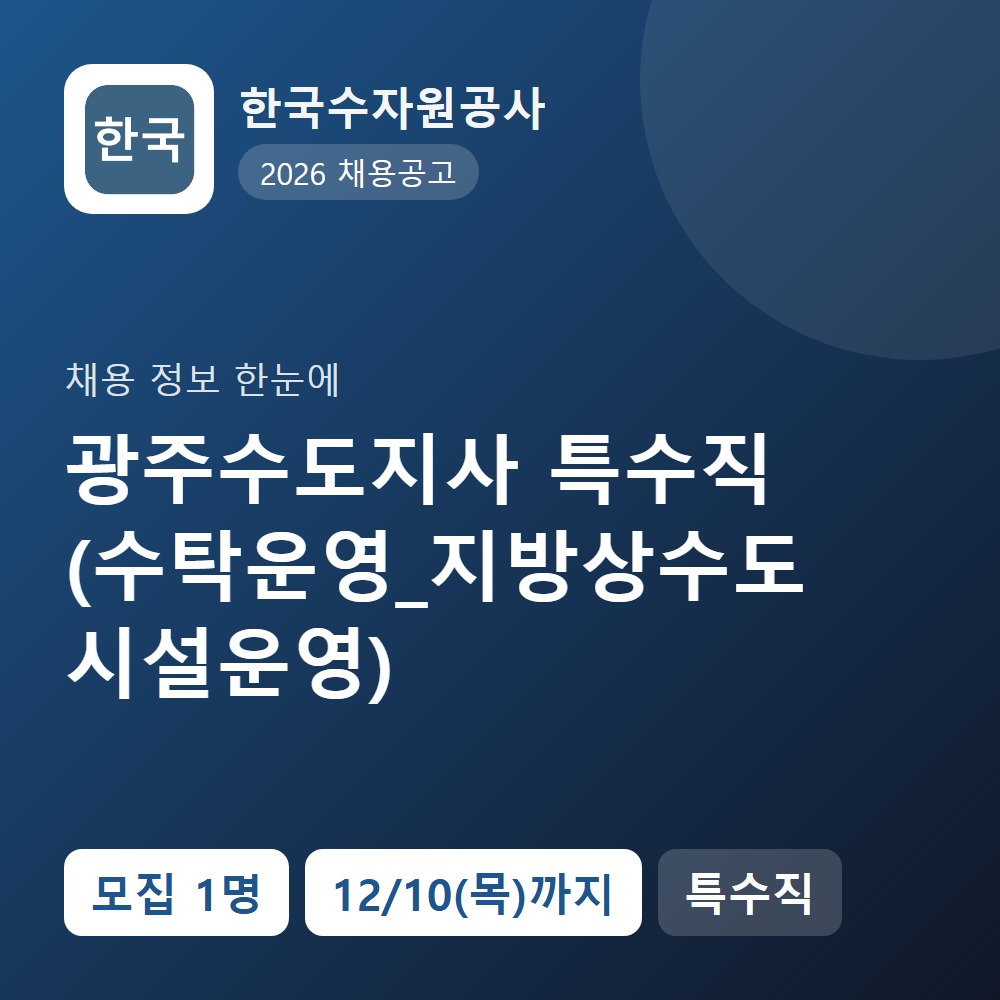 한국
한국수자원공사
2026 채용공고
채용 정보 한눈에
광주수도지사 특수직
(수탁운영_지방상수도
시설운영)
모집 1명
12/10(목)까지
특수직